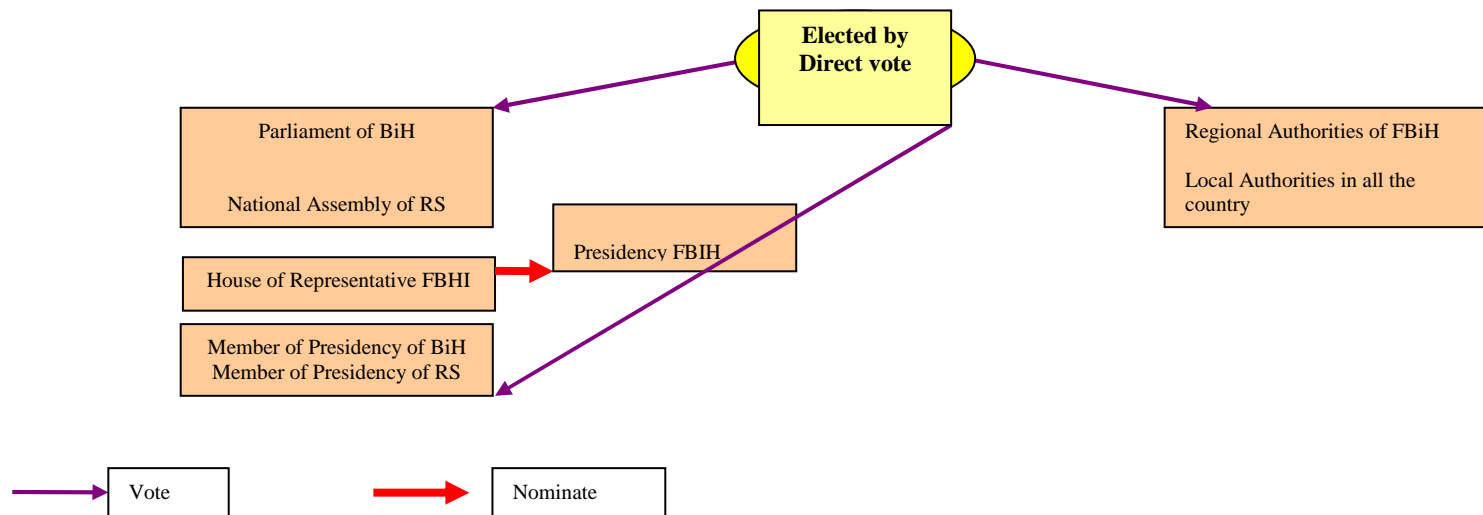 Elected by
Direct vote
Parliament of BiH
National Assembly of RS
Regional Authorities of FBiH
Local Authorities in all the
country
Presidency FBIH
House of Representative FBHI
Member of Presidency of BiH
Member of Presidency of RS
Vote
Nominate